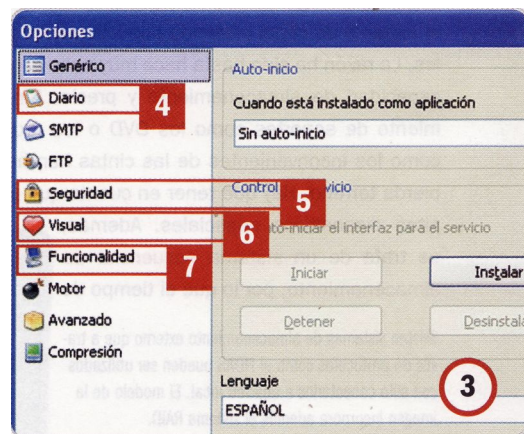 Opciones
Genérico
Diario
4
SMTP
FTP
Seguridad
5
Visual
6
Funcionalidad
7
Motor
Avanzado
Compresión
Auto-inicio
Cuando está instalado como aplicación
Sin auto-inicio
Control vicio
to-iniciar el interfaz para el servicio
Iniciar
Instalar
Detener
Desinstala
Lenguaje
3
ESPAÑOL